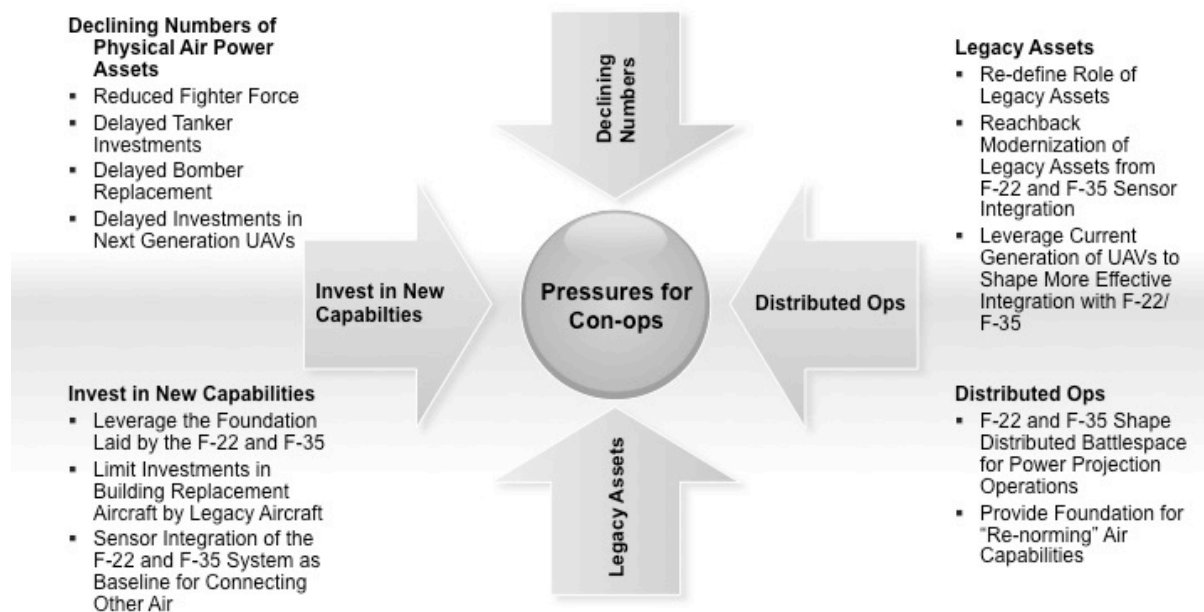 Declining Numbers of
Physical Air Power
Assets
▪ Reduced Fighter Force
▪ Delayed Tanker
Investments
▪ Delayed Bomber
Replacement
▪ Delayed Investments in
Next Generation UAVs
Declining
Numbers
Legacy Assets
▪ Re-define Role of
Legacy Assets
▪ Reachback
Modernization of
Legacy Assets from
F-22 and F-35 Sensor
Integration
▪ Leverage Current
Generation of UAVs to
Shape More Effective
Integration with F-22/
F-35
Invest in New
Capabilties
Pressures for
Con-ops
Distributed Ops
Invest in New Capabilities
▪ Leverage the Foundation
Laid by the F-22 and F-35
▪ Limit Investments in
Building Replacement
Aircraft by Legacy Aircraft
▪ Sensor Integration of the
F-22 and F-35 System as
Baseline for Connecting
Other Air
Legacy Assets
Distributed Ops
▪ F-22 and F-35 Shape
Distributed Battlespace
for Power Projection
Operations
▪ Provide Foundation for
“Re-norming” Air
Capabilities